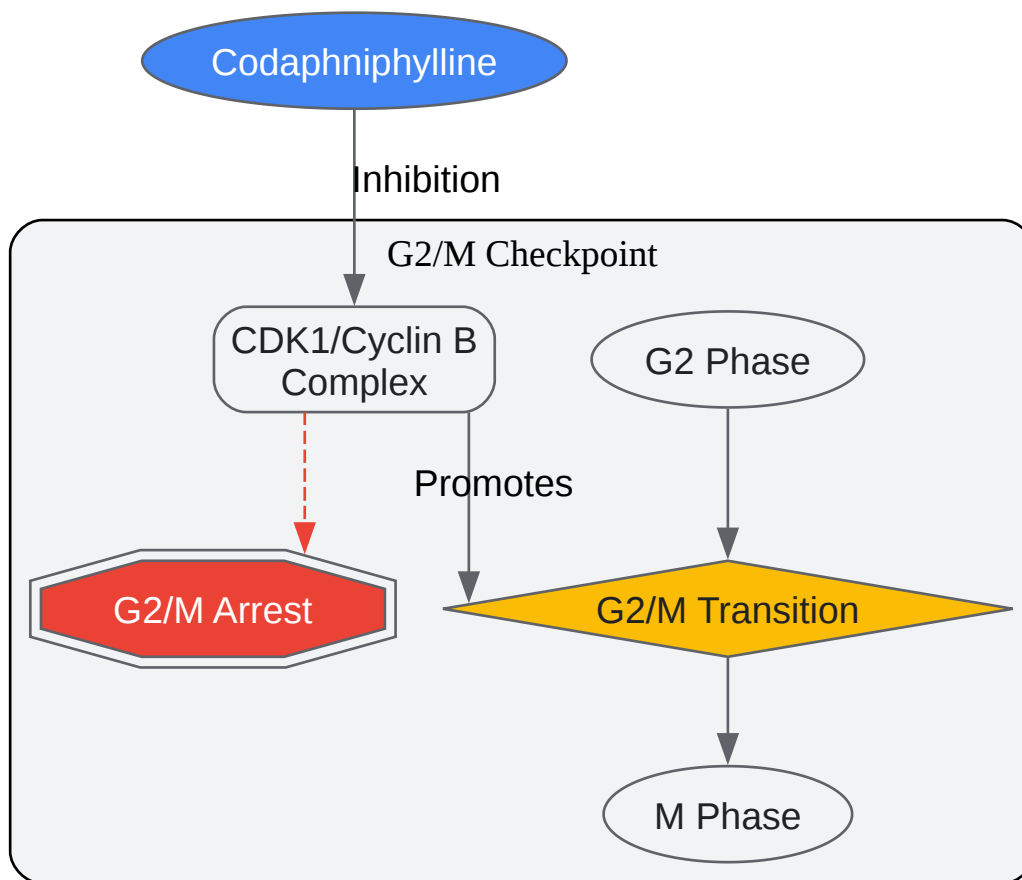 Codaphniphylline
Inhibition
G2/M Checkpoint
CDK1/Cyclin B
Complex
G2 Phase
Promotes
G2/M Arrest
G2/M Transition
M Phase